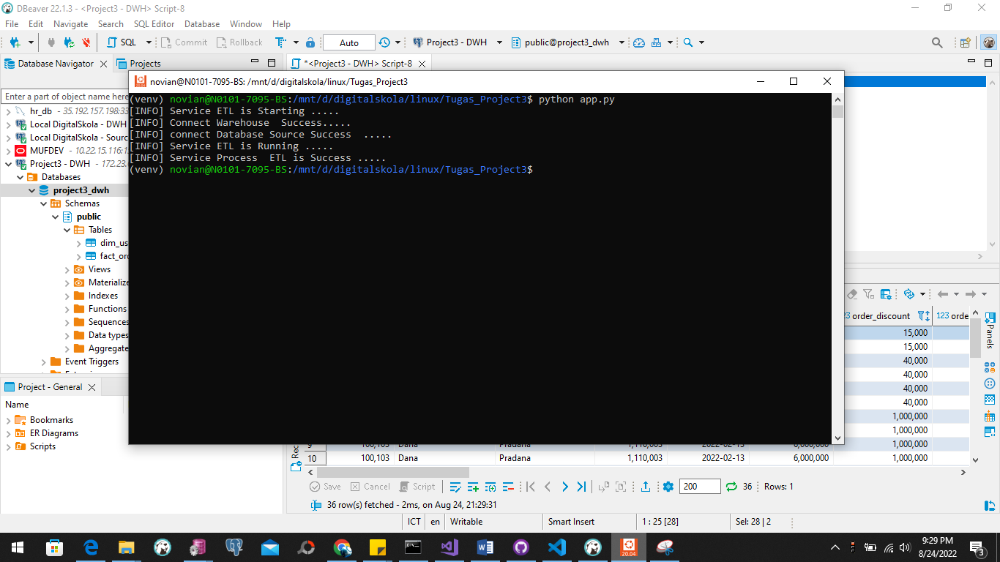 DBeaver 22.1.3 - <Project3 - DWH> Script-8
File Edit Navigate Search SQL Editor Database Window Help
SQL Commit Rollback Auto Project3 - DWH public@project3_dwh
Database Navigator Projects *<Project3 - DWH> Script-8
Enter a part of object name here
hr_db - 35.192.157.198:33
Local DigitalSkola - DWH
Local DigitalSkola - Sourc
MUFDEV - 10.22.15.116:1
Project3 - DWH - 172.23.
Databases
project3_dwh
Schemas
public
Tables
dim_us
fact_ord
Views
Materialize
Indexes
Functions
Sequences
Data types
Aggregate
Event Triggers
novian@N0101-7095-BS: /mnt/d/digitalskola/linux/Tugas_Project3
(venv) novian@N0101-7095-BS:/mnt/d/digitalskola/linux/Tugas_Project3$ python app.py
[INFO] Service ETL is Starting .....
[INFO] Connect Warehouse  Success.....
[INFO] connect Database Source Success  .....
[INFO] Service ETL is Running .....
[INFO] Service Process  ETL is Success .....
(venv) novian@N0101-7095-BS:/mnt/d/digitalskola/linux/Tugas_Project3$
23 order_discount 123 orde
15,000
15,000
40,000
40,000
40,000
40,000
1,000,000
1,000,000
9 100,103 Dana Pradana 1,110,003 2022-02-13 6,000,000 1,000,000
10 100,103 Dana Pradana 1,110,003 2022-02-13 6,000,000 1,000,000
Panels
Rec
Project - General
Name
Bookmarks
ER Diagrams
Scripts
Save Cancel Script 200 36 Rows: 1
36 row(s) fetched - 2ms, on Aug 24, 21:29:31
ICT en Writable Smart Insert 1 : 25 [28] Sel: 28 | 2
20.04
9:29 PM
8/24/2022
3